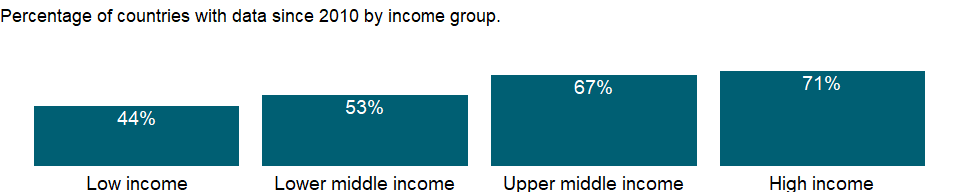 Percentage of countries with data since 2010 by income group.
44%
53%
67%
71%
Low income
Lower middle income
Upper middle income
High income